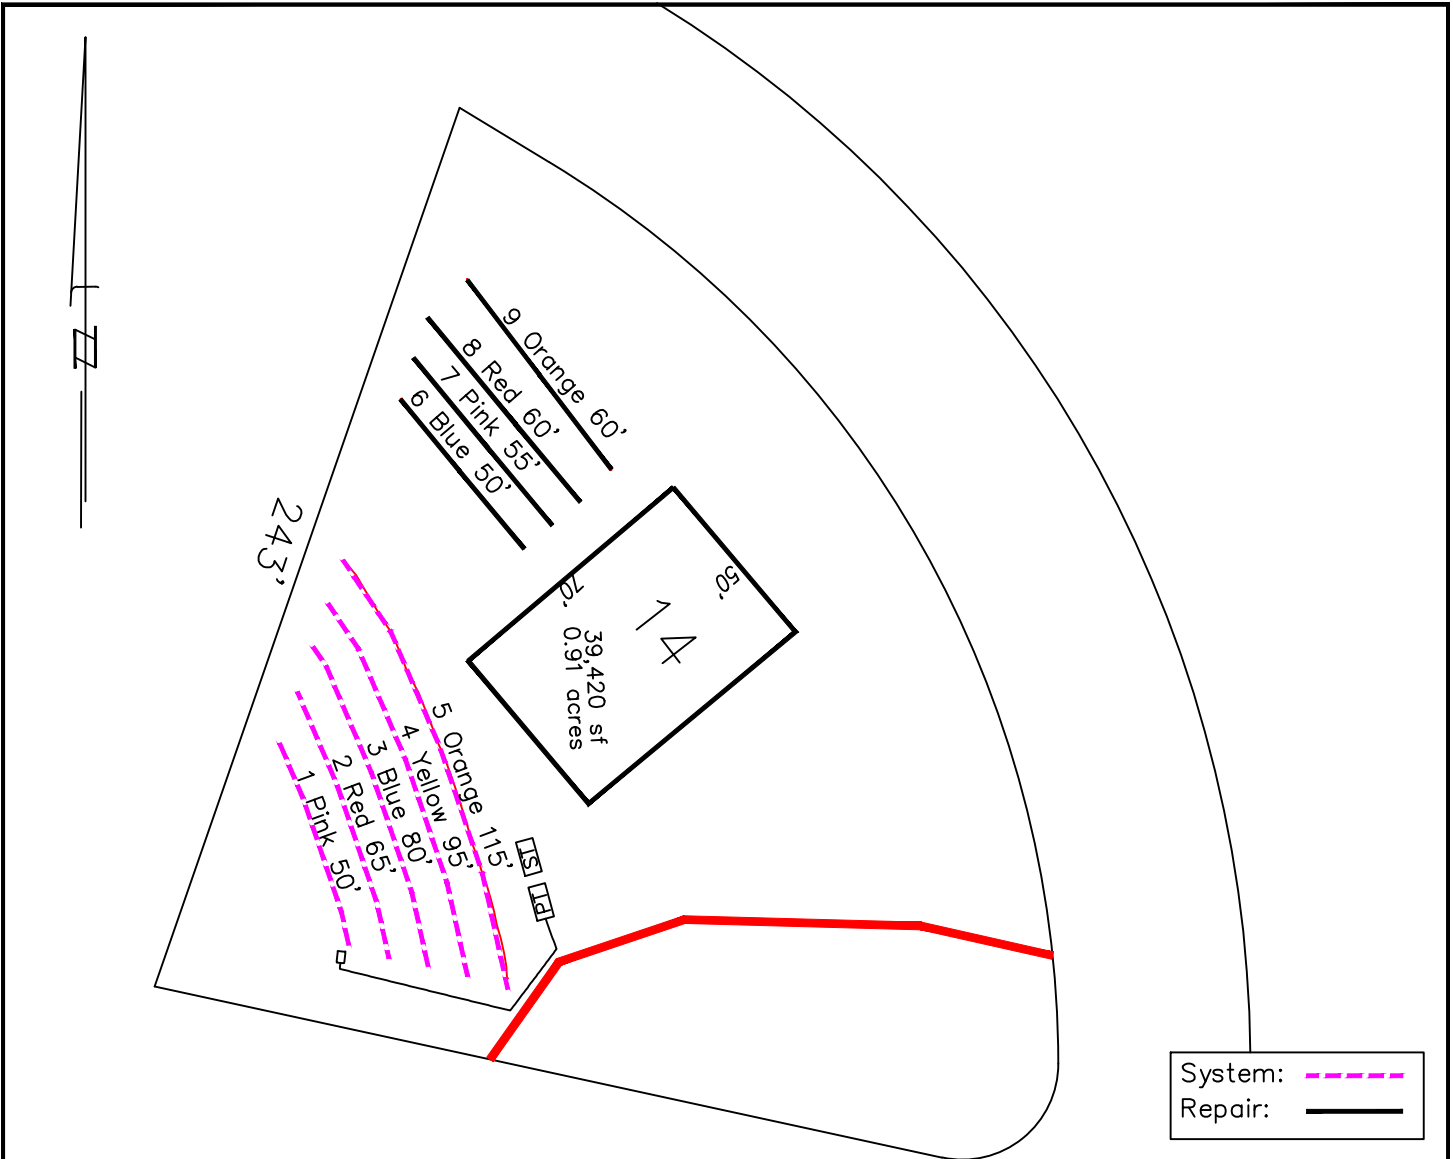 N
9 Orange 60'
8 Red 60'
7 Pink 55'
6 Blue 50'
243'
50'
70'
14
39,420 sf
0.91 acres
5 Orange 115'
4 Yellow 95'
3 Blue 80'
2 Red 65'
1 Pink 50'
ST
PT
System:
Repair: